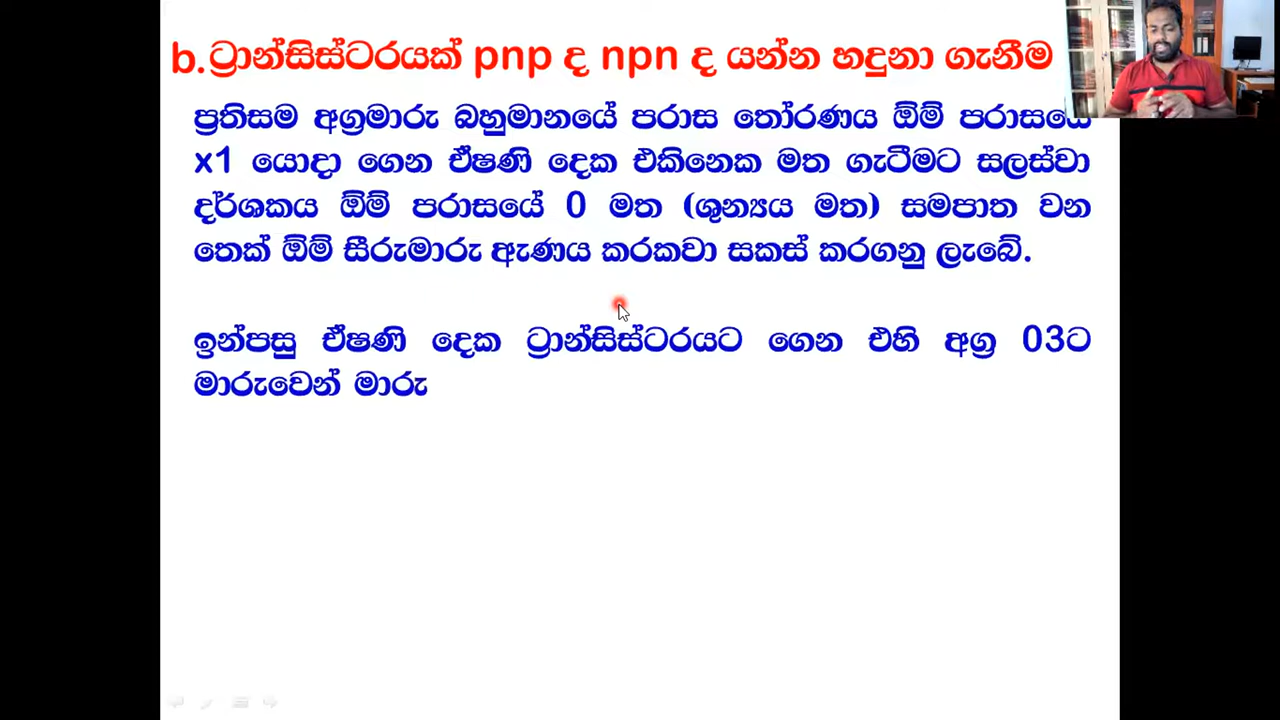 b.ට්‍රාන්සිස්ටරයක් pnp ද npn ද යන්න හදුනා ගැනීම
ප්‍රතිසම අග්‍රමාරු බහුමානයේ පරාස තෝරණය ඕම් පරාසයේ
x1 යොදා ගෙන ඒෂණි දෙක එකිනෙක මත ගැටීමට සලස්වා
දර්ශකය ඕම් පරාසයේ 0 මත (ශුන්‍යය මත) සමපාත වන
තෙක් ඕම් සීරුමාරු ඇණය කරකවා සකස් කරගනු ලැබේ.
ඉන්පසු ඒෂණි දෙක ට්‍රාන්සිස්ටරයට ගෙන එහි අග්‍ර 03ට
මාරුවෙන් මාරු